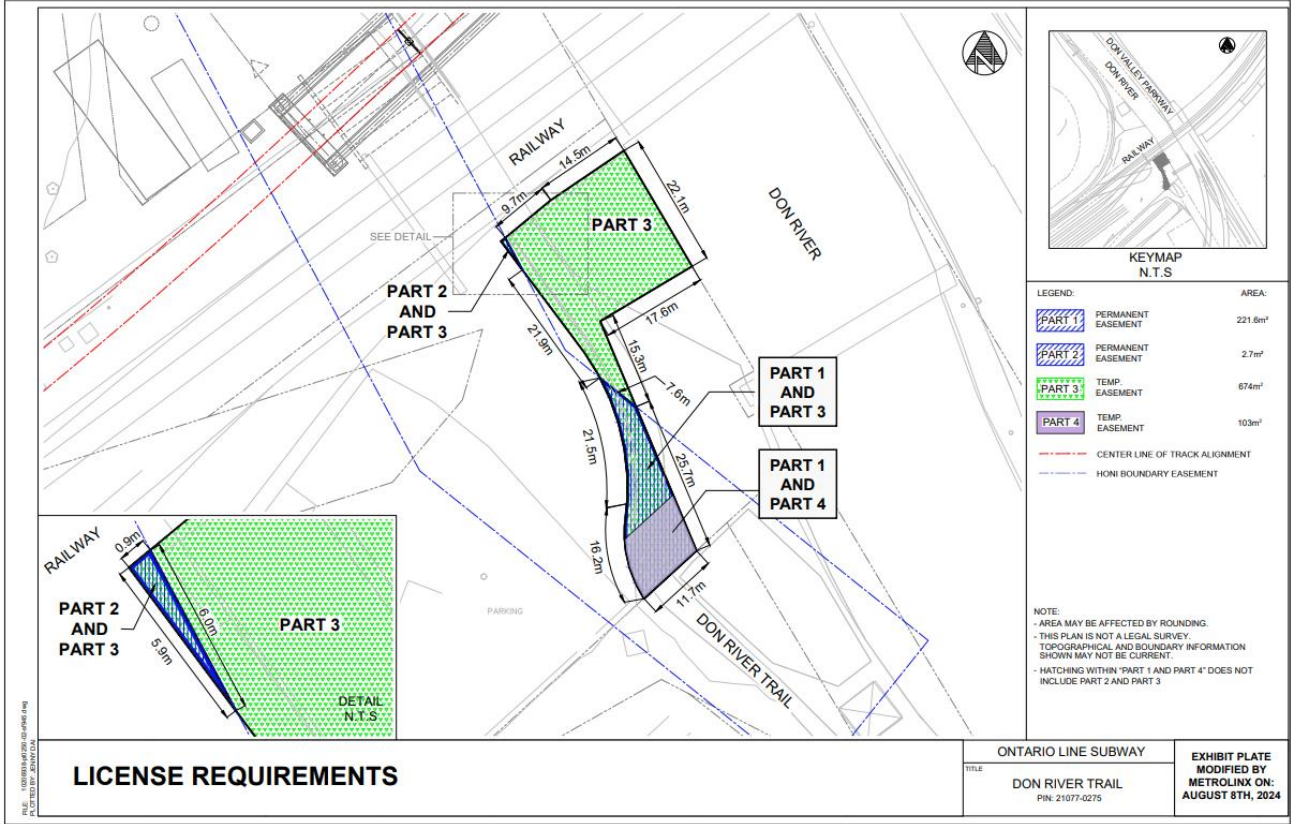 RAILWAY
14.5m
9.7m
22.1m
PART 3
SEE DETAIL
DON RIVER
PART 2
AND
PART 3
17.6m
21.9m
15.3m
7.6m
PART 1
AND
PART 3
21.5m
25.7m
PART 1
AND
PART 4
16.2m
11.7m
PARKING
DON RIVER TRAIL
RAILWAY
0.9m
PART 2
AND
PART 3
6.0m
5.9m
PART 3
DETAIL
N.T.S
DON VALLEY PARKWAY
DON RIVER
RAILWAY
KEYMAP
N.T.S
LEGEND: AREA:
PART 1 PERMANENT
EASEMENT 221.6m²
PART 2 PERMANENT
EASEMENT 2.7m²
PART 3 TEMP.
EASEMENT 674m²
PART 4 TEMP.
EASEMENT 103m²
CENTER LINE OF TRACK ALIGNMENT
HONI BOUNDARY EASEMENT
NOTE:
- AREA MAY BE AFFECTED BY ROUNDING.
- THIS PLAN IS NOT A LEGAL SURVEY.
TOPOGRAPHICAL AND BOUNDARY INFORMATION
SHOWN MAY NOT BE CURRENT.
- HATCHING WITHIN "PART 1 AND PART 4" DOES NOT
INCLUDE PART 2 AND PART 3
LICENSE REQUIREMENTS
ONTARIO LINE SUBWAY
TITLE
DON RIVER TRAIL
PIN: 21077-0275
EXHIBIT PLATE
MODIFIED BY
METROLINX ON:
AUGUST 8TH, 2024
FILE:
PLOTTED BY: JENNY DAI